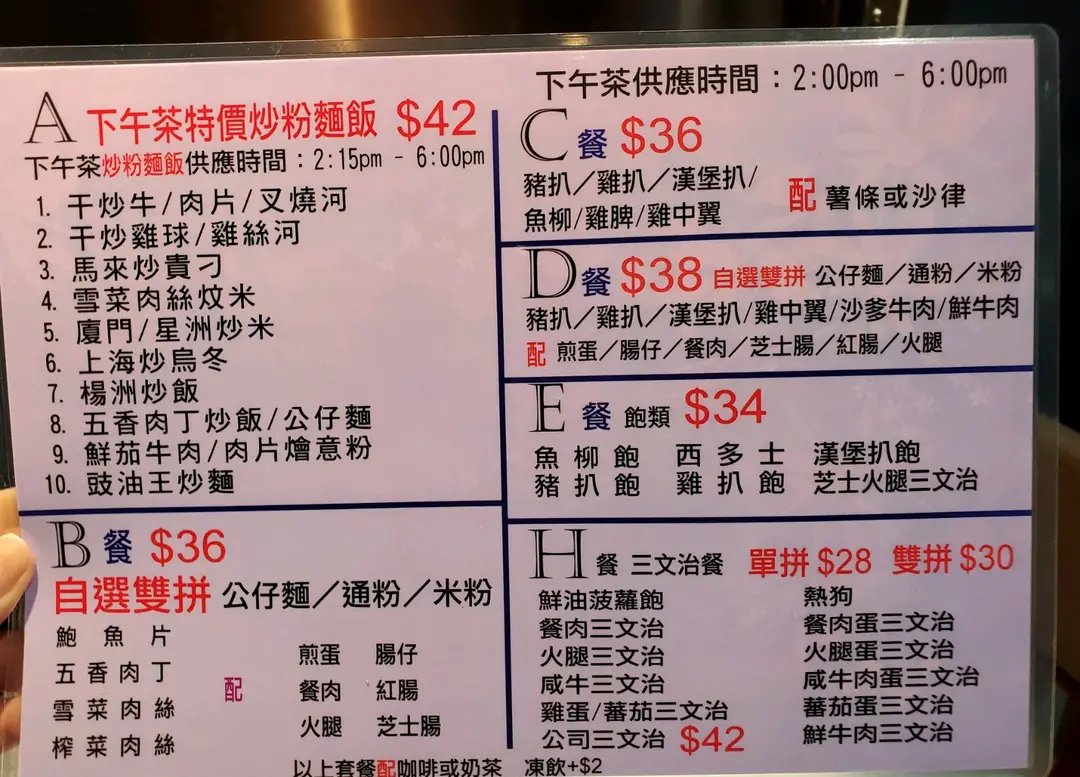 A 下午茶特價炒粉麵飯 $42
下午茶炒粉麵飯供應時間：2:15pm - 6:00pm
1. 干炒牛/肉片/叉燒河
2. 干炒雞球/雞絲河
3. 馬來炒貴刁
4. 雪菜肉絲炆米
5. 廈門/星洲炒米
6. 上海炒烏冬
7. 楊洲炒飯
8. 五香肉丁炒飯/公仔麵
9. 鮮茄牛肉/肉片燴意粉
10. 豉油王炒麵
B 餐 $36
自選雙拼 公仔麵／通粉／米粉
鮑魚片
五香肉丁
雪菜肉絲
榨菜肉絲
配
煎蛋 腸仔
餐肉 紅腸
火腿 芝士腸
下午茶供應時間：2:00pm - 6:00pm
C 餐 $36
豬扒／雞扒／漢堡扒/
魚柳/雞脾/雞中翼
配 薯條或沙律
D 餐 $38 自選雙拼 公仔麵／通粉／米粉
豬扒／雞扒／漢堡扒/雞中翼/沙爹牛肉/鮮牛肉
配 煎蛋／腸仔／餐肉／芝士腸／紅腸／火腿
E 餐 飽類 $34
魚柳飽 西多士 漢堡扒飽
豬扒飽 雞扒飽 芝士火腿三文治
H 餐 三文治餐 單拼 $28 雙拼 $30
鮮油菠蘿飽 熱狗
餐肉三文治 餐肉蛋三文治
火腿三文治 火腿蛋三文治
咸牛三文治 咸牛肉蛋三文治
雞蛋/蕃茄三文治 蕃茄蛋三文治
公司三文治 $42 鮮牛肉三文治
以上套餐配咖啡或奶茶 凍飲+$2